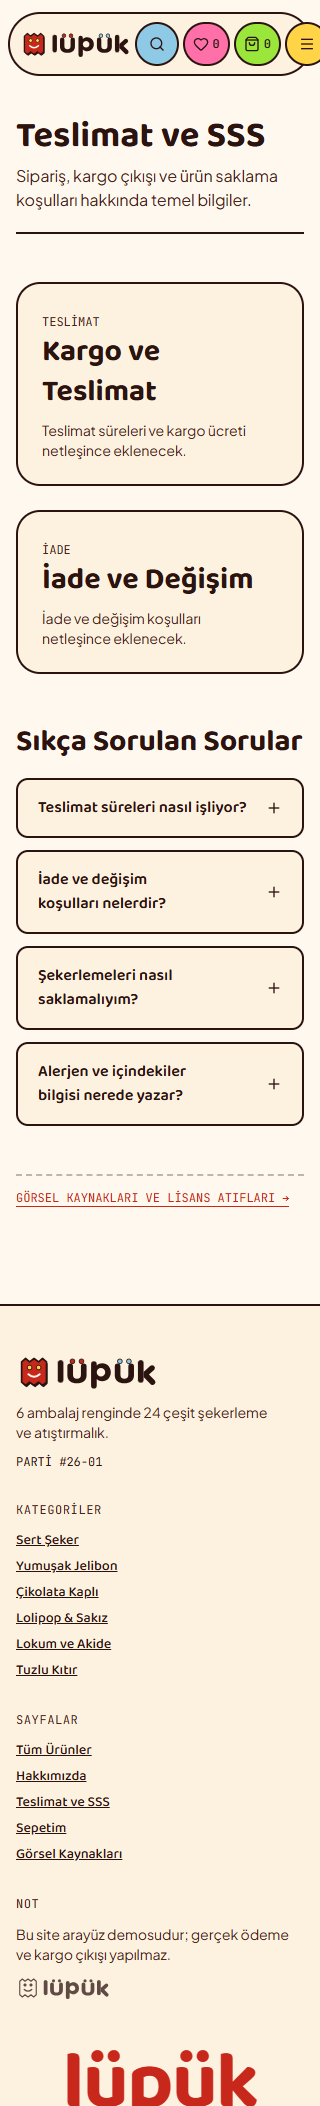 lüpük
0
0
Teslimat ve SSS
Sipariş, kargo çıkışı ve ürün saklama
koşulları hakkında temel bilgiler.
TESLİMAT
Kargo ve
Teslimat
Teslimat süreleri ve kargo ücreti
netleşince eklenecek.
İADE
İade ve Değişim
İade ve değişim koşulları
netleşince eklenecek.
Sıkça Sorulan Sorular
Teslimat süreleri nasıl işliyor? +
İade ve değişim
koşulları nelerdir? +
Şekerlemeleri nasıl
saklamalıyım? +
Alerjen ve içindekiler
bilgisi nerede yazar? +
GÖRSEL KAYNAKLARI VE LİSANS ATIFLARI →
lüpük
6 ambalaj renginde 24 çeşit şekerleme
ve atıştırmalık.
PARTİ #26-01
KATEGORİLER
Sert Şeker
Yumuşak Jelibon
Çikolata Kaplı
Lolipop & Sakız
Lokum ve Akide
Tuzlu Kıtır
SAYFALAR
Tüm Ürünler
Hakkımızda
Teslimat ve SSS
Sepetim
Görsel Kaynakları
NOT
Bu site arayüz demosudur; gerçek ödeme
ve kargo çıkışı yapılmaz.
lüpük
lüpük